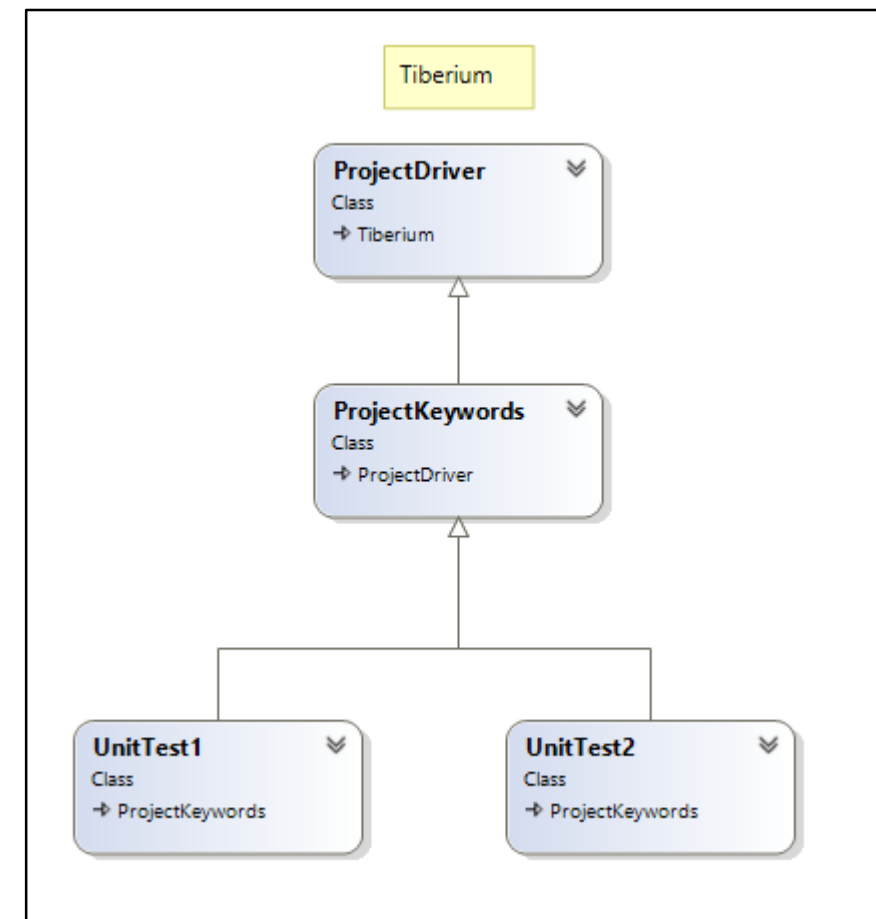 Tiberium
ProjectDriver
Class
Tiberium
ProjectKeywords
Class
ProjectDriver
UnitTest1
Class
ProjectKeywords
UnitTest2
Class
ProjectKeywords